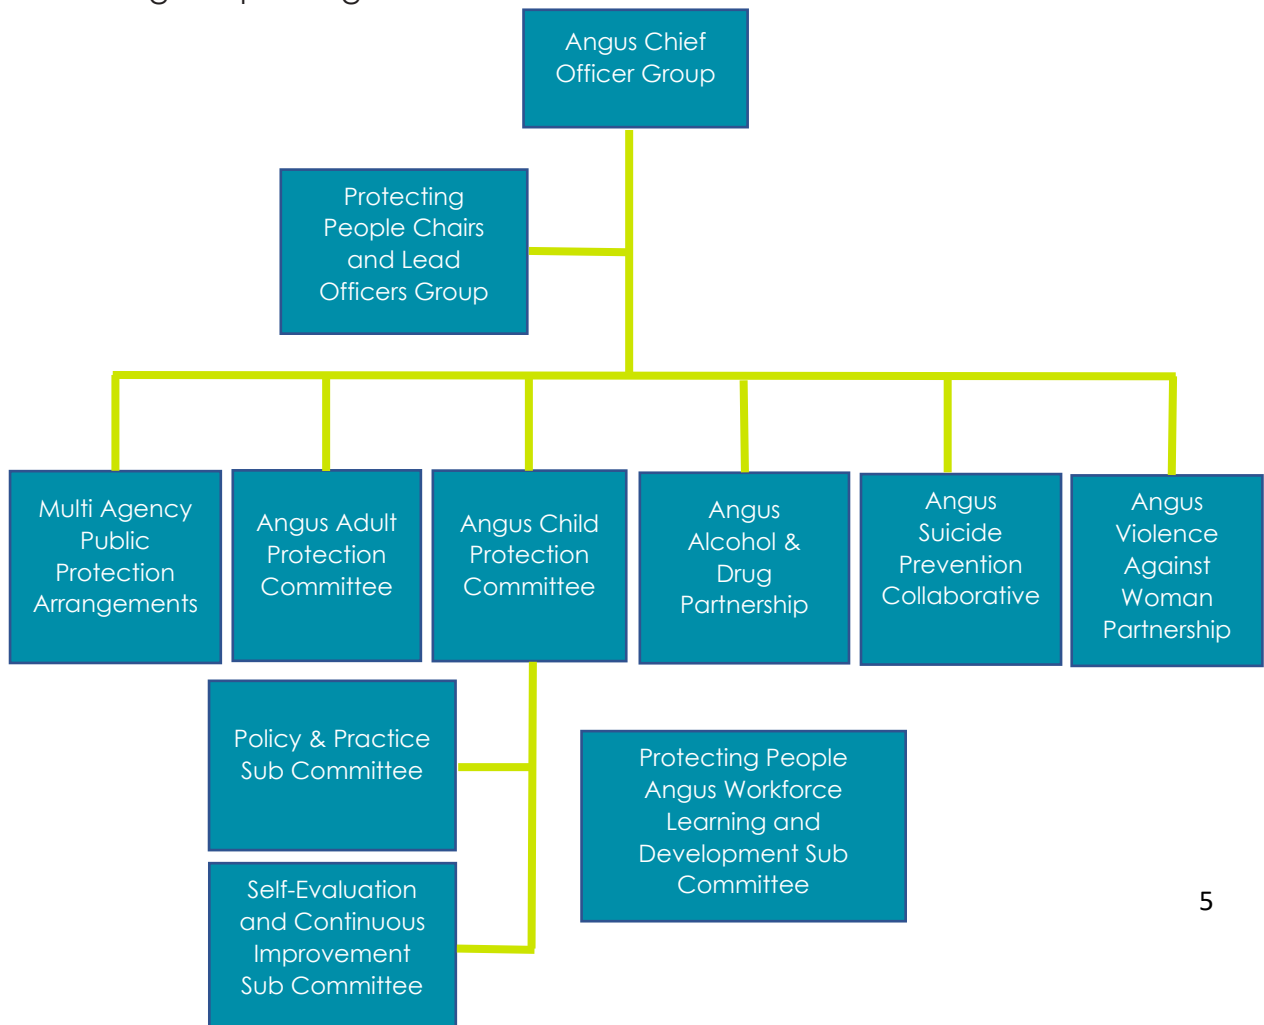 Angus Chief
Officer Group
Protecting
People Chairs
and Lead
Officers Group
Multi Agency
Public
Protection
Arrangements
Angus Adult
Protection
Committee
Angus Child
Protection
Committee
Angus
Alcohol &
Drug
Partnership
Angus
Suicide
Prevention
Collaborative
Angus
Violence
Against
Woman
Partnership
Policy & Practice
Sub Committee
Protecting People
Angus Workforce
Learning and
Development Sub
Committee
Self-Evaluation
and Continuous
Improvement
Sub Committee
5